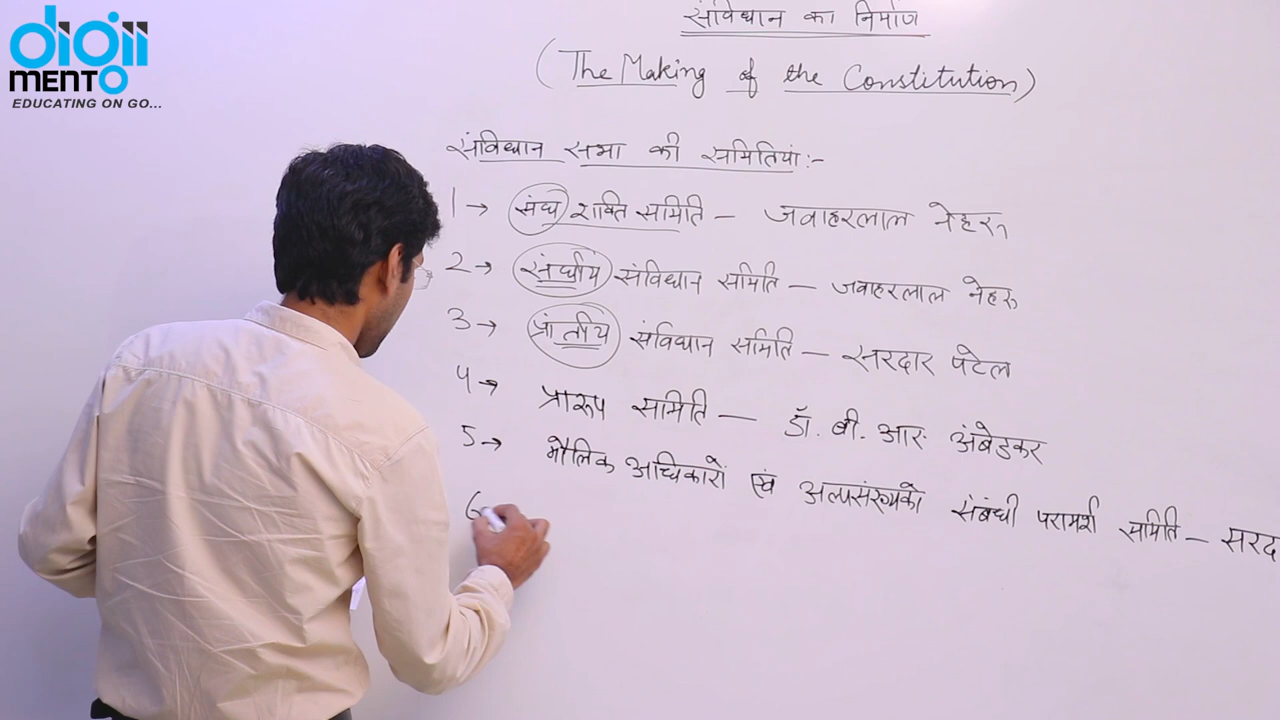 digii
MENTO
EDUCATING ON GO...
संविधान का निर्माण
(The Making of the Constitution)
संविधान सभा की समितियां:-
1→ संघ शक्ति समिति – जवाहरलाल नेहरू
2→ संघीय संविधान समिति – जवाहरलाल नेहरू
3→ प्रांतीय संविधान समिति – सरदार पटेल
4→ प्रारूप समिति – डॉ. बी. आर. अंबेडकर
5→ मौलिक अधिकारों एवं अल्पसंख्यकों संबंधी परामर्श समिति – सरद
6